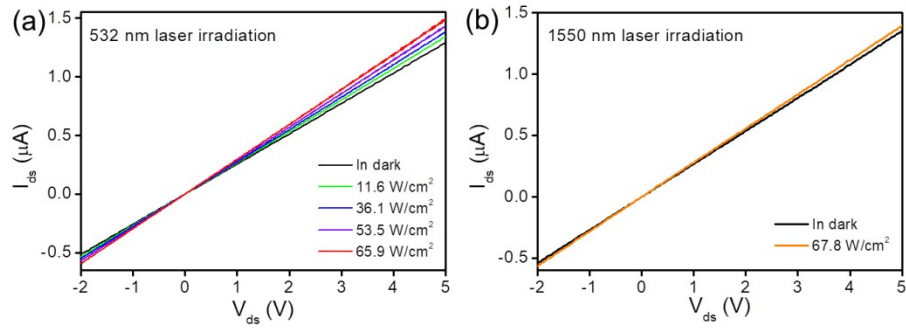 (a)
532 nm laser irradiation
1.5
1.0
0.5
0.0
-0.5
I_ds (μA)
In dark
11.6 W/cm²
36.1 W/cm²
53.5 W/cm²
65.9 W/cm²
-2 -1 0 1 2 3 4 5
V_ds (V)
(b)
1550 nm laser irradiation
1.5
1.0
0.5
0.0
-0.5
I_ds (μA)
In dark
67.8 W/cm²
-2 -1 0 1 2 3 4 5
V_ds (V)